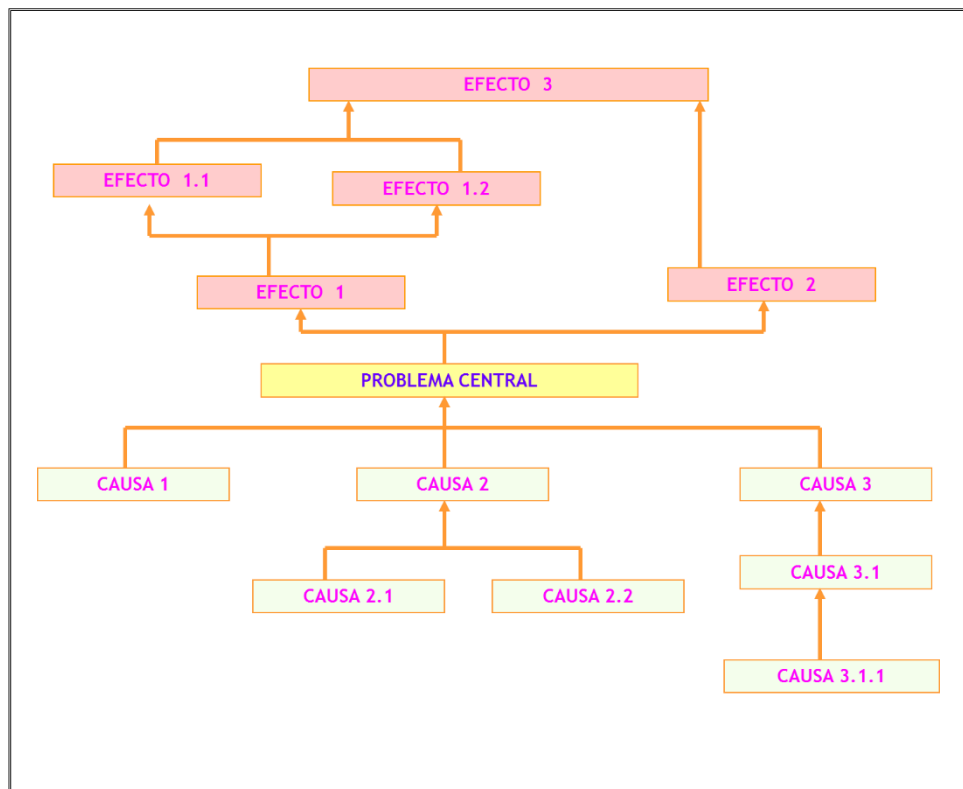 EFECTO 3
EFECTO 1.1
EFECTO 1.2
EFECTO 1
EFECTO 2
PROBLEMA CENTRAL
CAUSA 1
CAUSA 2
CAUSA 3
CAUSA 3.1
CAUSA 2.1
CAUSA 2.2
CAUSA 3.1.1